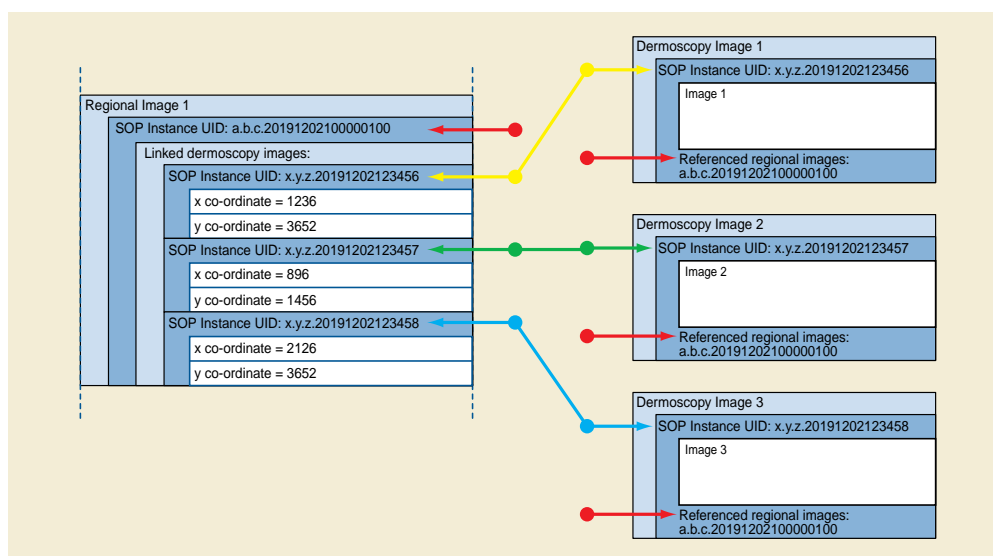 Regional Image 1
SOP Instance UID: a.b.c.20191202100000100
Linked dermoscopy images:
SOP Instance UID: x.y.z.20191202123456
x co-ordinate = 1236
y co-ordinate = 3652
SOP Instance UID: x.y.z.20191202123457
x co-ordinate = 896
y co-ordinate = 1456
SOP Instance UID: x.y.z.20191202123458
x co-ordinate = 2126
y co-ordinate = 3652
Dermoscopy Image 1
SOP Instance UID: x.y.z.20191202123456
Image 1
Referenced regional images:
a.b.c.20191202100000100
Dermoscopy Image 2
SOP Instance UID: x.y.z.20191202123457
Image 2
Referenced regional images:
a.b.c.20191202100000100
Dermoscopy Image 3
SOP Instance UID: x.y.z.20191202123458
Image 3
Referenced regional images:
a.b.c.20191202100000100